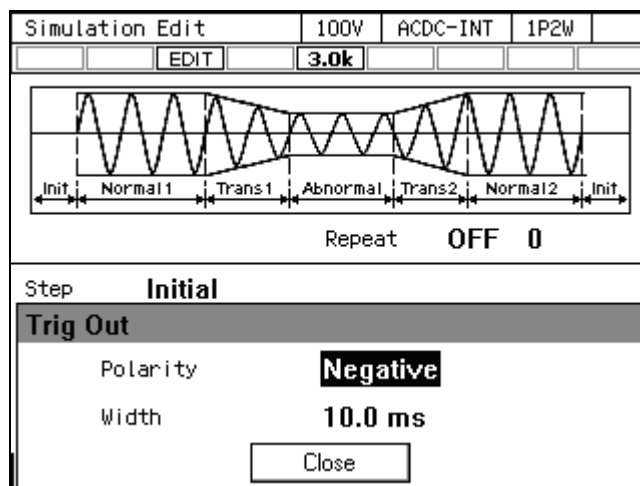 Simulation Edit 100V ACDC-INT 1P2W
EDIT 3.0k
Init Normal1 Trans1 Abnormal Trans2 Normal2 Init
Repeat OFF 0
Step Initial
Trig Out
Polarity Negative
Width 10.0 ms
Close